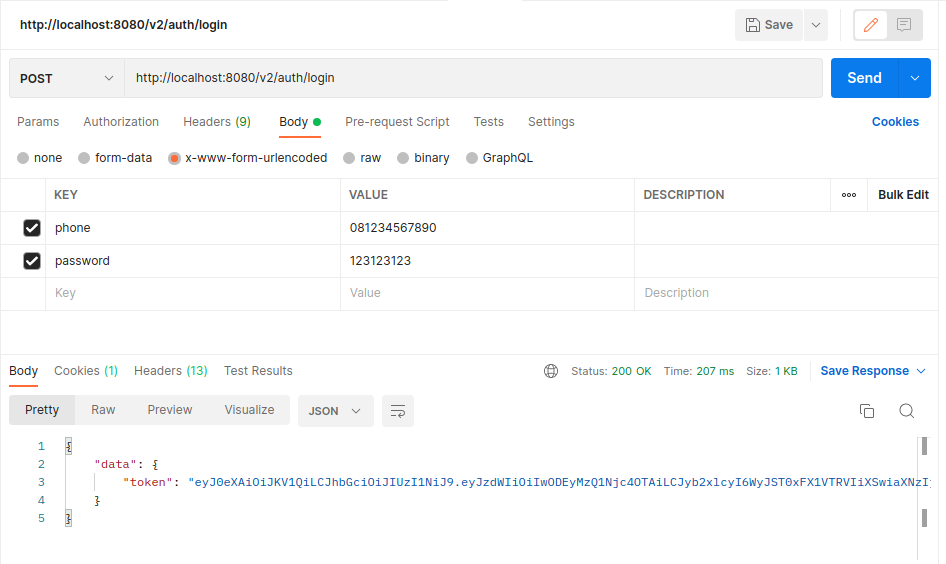 http://localhost:8080/v2/auth/login Save
POST http://localhost:8080/v2/auth/login Send
Params Authorization Headers (9) Body Pre-request Script Tests Settings Cookies
none form-data x-www-form-urlencoded raw binary GraphQL
KEY VALUE DESCRIPTION ooo Bulk Edit
phone 081234567890
password 123123123
Key Value Description
Body Cookies (1) Headers (13) Test Results Status: 200 OK Time: 207 ms Size: 1 KB Save Response
Pretty Raw Preview Visualize JSON
1 {
2 "data": {
3 "token": "eyJ0eXAiOiJKV1QiLCJhbGciOiJIUzI1NiJ9.eyJzdWIiOiIwODEyMzQ1Njc4OTAiLCJyb2xlcyI6WyJST0xFX1VTRVIiXSwiaXNzIj
4 }
5 }